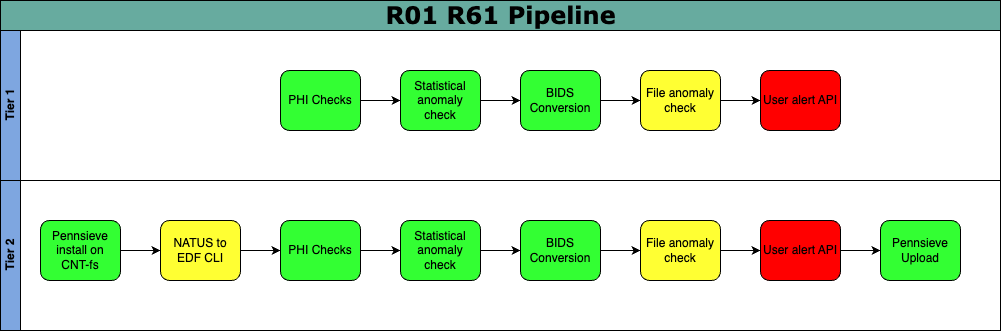 R01 R61 Pipeline
Tier 1
PHI Checks
Statistical
anomaly
check
BIDS
Conversion
File anomaly
check
User alert API
Tier 2
Pennsieve
install on
CNT-fs
NATUS to
EDF CLI
PHI Checks
Statistical
anomaly
check
BIDS
Conversion
File anomaly
check
User alert API
Pennsieve
Upload